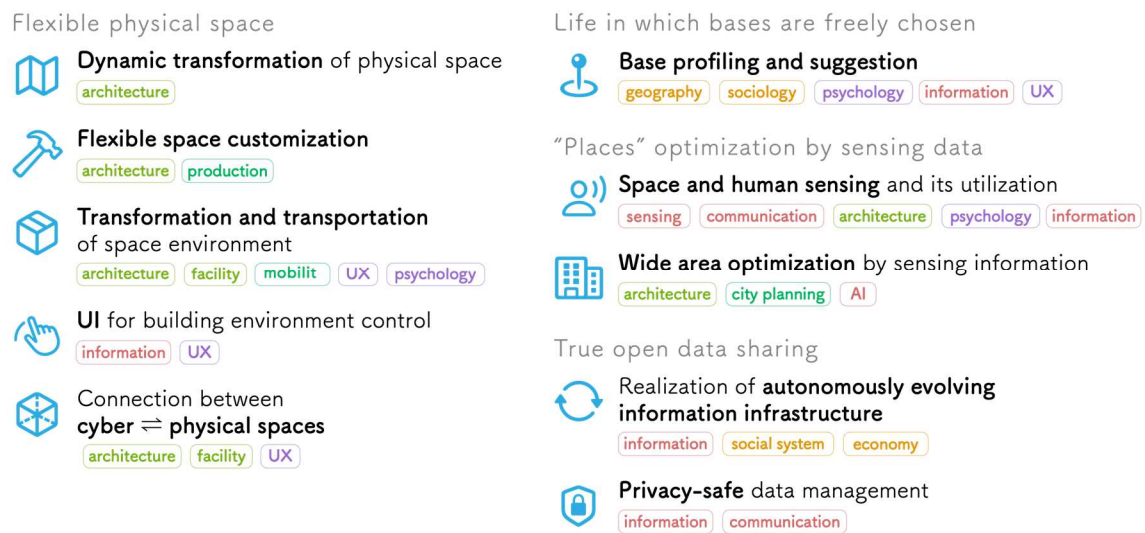 Flexible physical space
Dynamic transformation of physical space
architecture
Flexible space customization
architecture production
Transformation and transportation
of space environment
architecture facility mobilit UX psychology
UI for building environment control
information UX
Connection between
cyber ⇌ physical spaces
architecture facility UX
Life in which bases are freely chosen
Base profiling and suggestion
geography sociology psychology information UX
“Places” optimization by sensing data
Space and human sensing and its utilization
sensing communication architecture psychology information
Wide area optimization by sensing information
architecture city planning AI
True open data sharing
Realization of autonomously evolving
information infrastructure
information social system economy
Privacy-safe data management
information communication